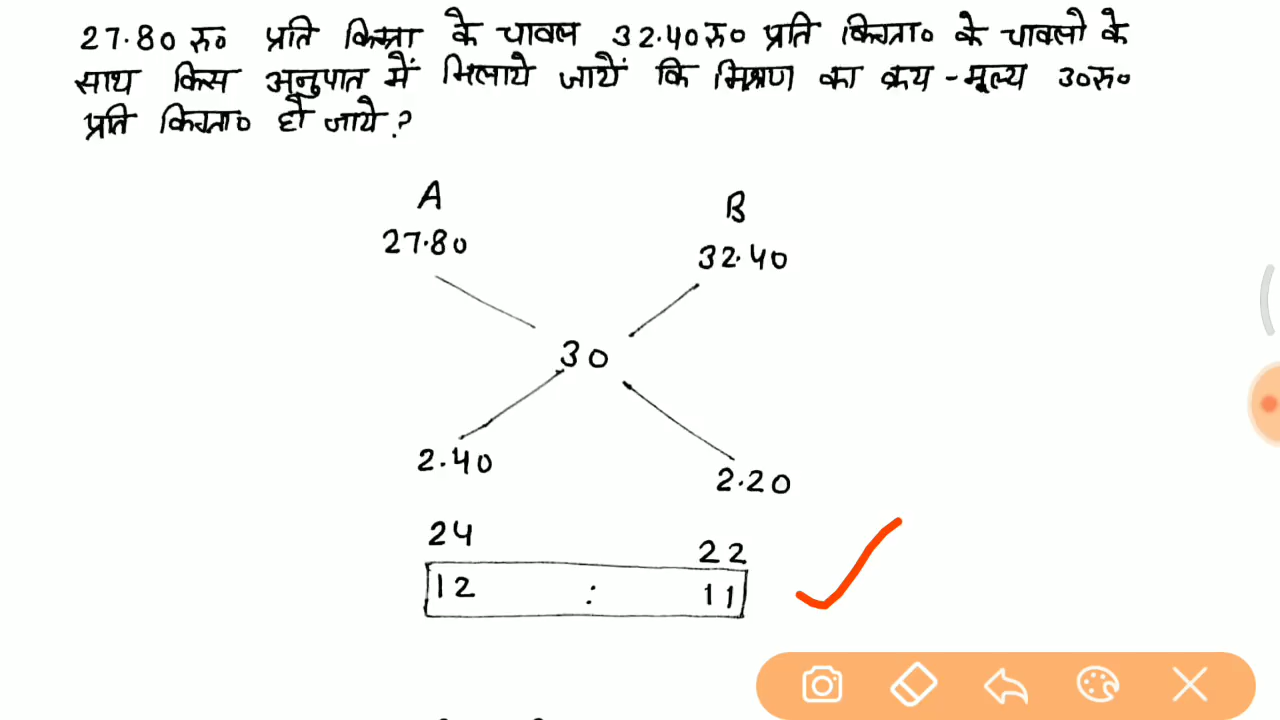 27.80 रु० प्रति किग्रा के चावल 32.40 रु० प्रति किग्रा० के चावलो के
साथ किस अनुपात में मिलाये जायें कि मिश्रण का क्रय-मूल्य 30 रु०
प्रति किग्रा० हो जाये?
A B
27.80 32.40
30
2.40 2.20
24 22
12 : 11